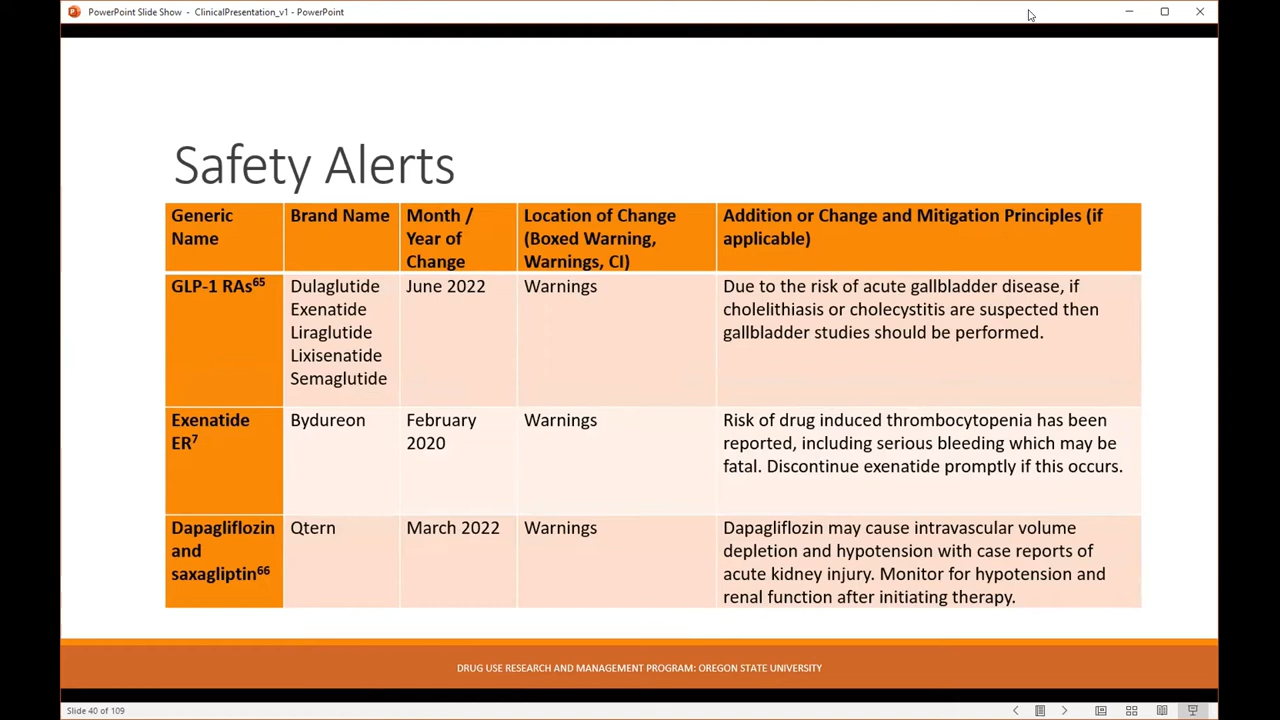 PowerPoint Slide Show - ClinicalPresentation_v1 - PowerPoint
Safety Alerts
Generic
Name
Brand Name
Month /
Year of
Change
Location of Change
(Boxed Warning,
Warnings, CI)
Addition or Change and Mitigation Principles (if
applicable)
GLP-1 RAs65
Dulaglutide
Exenatide
Liraglutide
Lixisenatide
Semaglutide
June 2022
Warnings
Due to the risk of acute gallbladder disease, if
cholelithiasis or cholecystitis are suspected then
gallbladder studies should be performed.
Exenatide
ER7
Bydureon
February
2020
Warnings
Risk of drug induced thrombocytopenia has been
reported, including serious bleeding which may be
fatal. Discontinue exenatide promptly if this occurs.
Dapagliflozin
and
saxagliptin66
Qtern
March 2022
Warnings
Dapagliflozin may cause intravascular volume
depletion and hypotension with case reports of
acute kidney injury. Monitor for hypotension and
renal function after initiating therapy.
DRUG USE RESEARCH AND MANAGEMENT PROGRAM: OREGON STATE UNIVERSITY
Slide 40 of 109